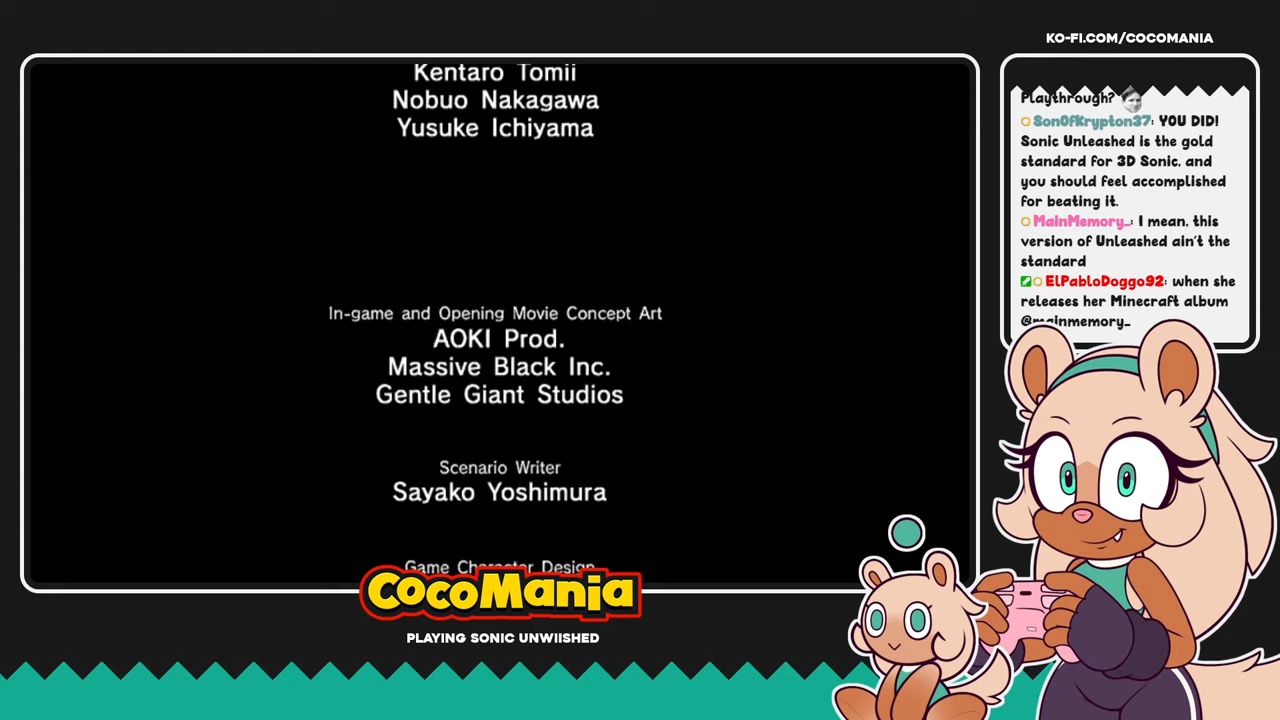 KO-FI.COM/COCOMANIA
Kentaro Tomii
Nobuo Nakagawa
Yusuke Ichiyama
In-game and Opening Movie Concept Art
AOKI Prod.
Massive Black Inc.
Gentle Giant Studios
Scenario Writer
Sayako Yoshimura
Game Character Design
CocoMania
PLAYING SONIC UNWIISHED
Playthrough?
SonOfKrypton37: YOU DID!
Sonic Unleashed is the gold
standard for 3D Sonic, and
you should feel accomplished
for beating it.
MainMemory_: I mean, this
version of Unleashed ain't the
standard
ElPabloDoggo92: when she
releases her Minecraft album
@mainmemory_